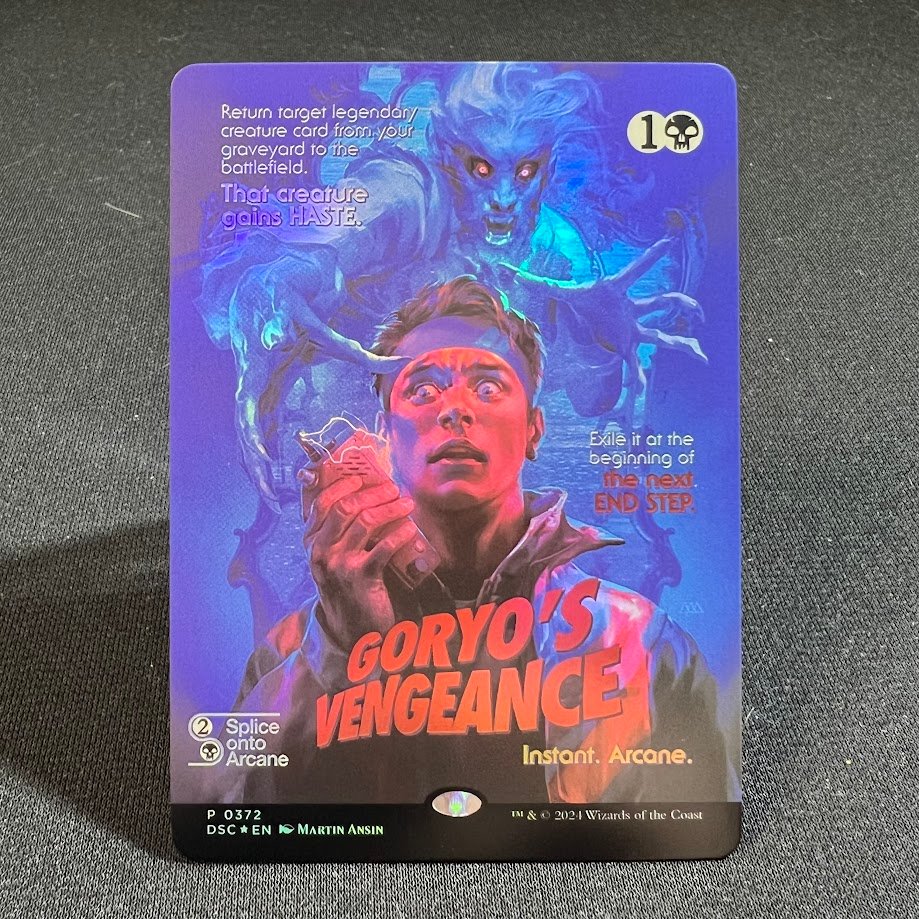 Return target legendary
creature card from your
graveyard to the
battlefield.
That creature
gains HASTE.
1
Exile it at the
beginning of
the next
END STEP.
GORYO'S
VENGEANCE
2 Splice
onto
Arcane
Instant. Arcane.
P 0372
DSC ★ EN MARTIN ANSIN
™ & © 2024 Wizards of the Coast